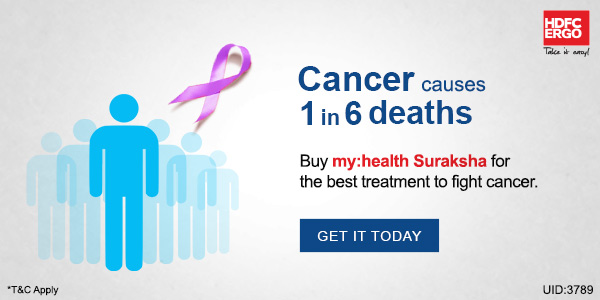 HDFC
ERGO
Take it easy!
Cancer causes
1 in 6 deaths
Buy my:health Suraksha for
the best treatment to fight cancer.
GET IT TODAY
*T&C Apply
UID:3789